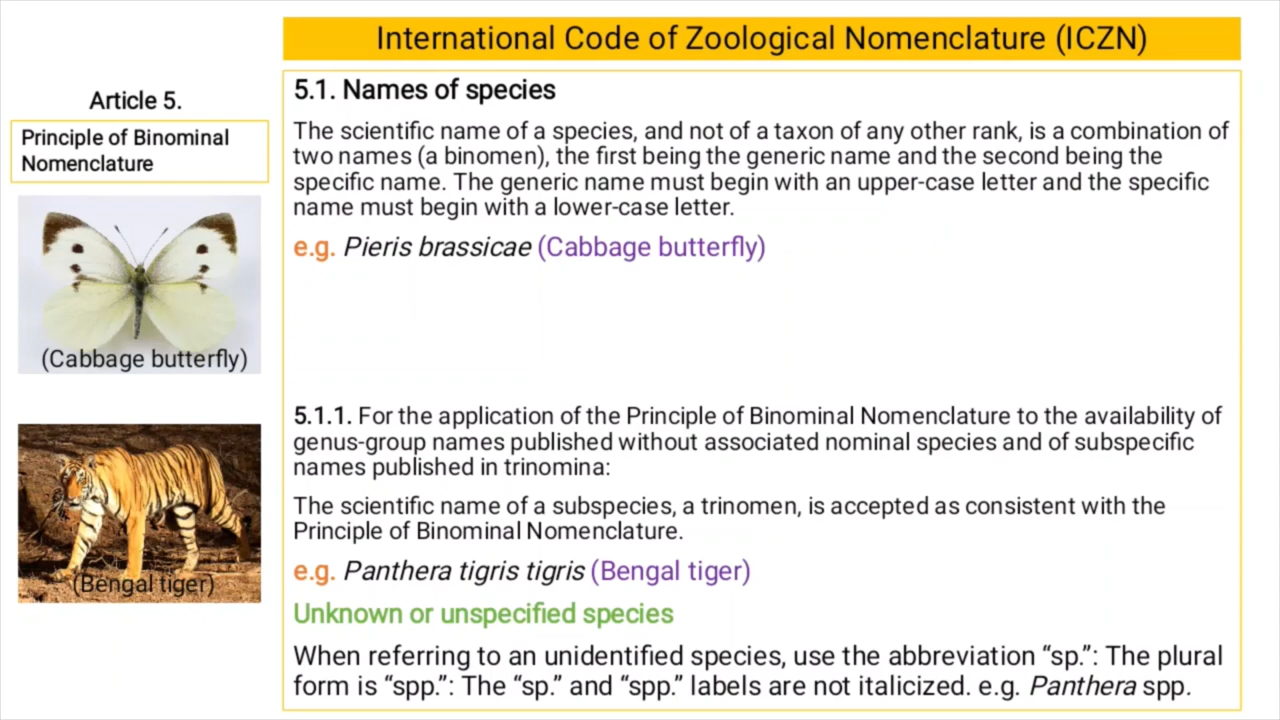 International Code of Zoological Nomenclature (ICZN)
Article 5.
Principle of Binominal
Nomenclature
(Cabbage butterfly)
(Bengal tiger)
5.1. Names of species
The scientific name of a species, and not of a taxon of any other rank, is a combination of
two names (a binomen), the first being the generic name and the second being the
specific name. The generic name must begin with an upper-case letter and the specific
name must begin with a lower-case letter.
e.g. Pieris brassicae (Cabbage butterfly)
5.1.1. For the application of the Principle of Binominal Nomenclature to the availability of
genus-group names published without associated nominal species and of subspecific
names published in trinomina:
The scientific name of a subspecies, a trinomen, is accepted as consistent with the
Principle of Binominal Nomenclature.
e.g. Panthera tigris tigris (Bengal tiger)
Unknown or unspecified species
When referring to an unidentified species, use the abbreviation “sp.”: The plural
form is “spp.”: The “sp.” and “spp.” labels are not italicized. e.g. Panthera spp.